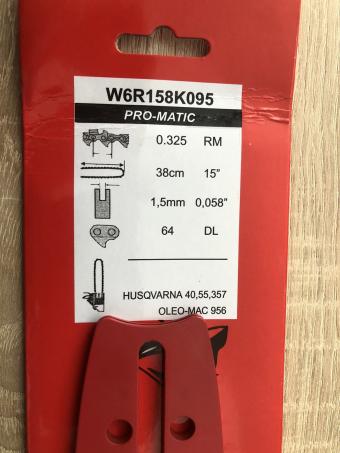 W6R158K095
PRO-MATIC
0.325 RM
38cm 15"
1,5mm 0,058"
64 DL
HUSQVARNA 40,55,357
OLEO-MAC 956